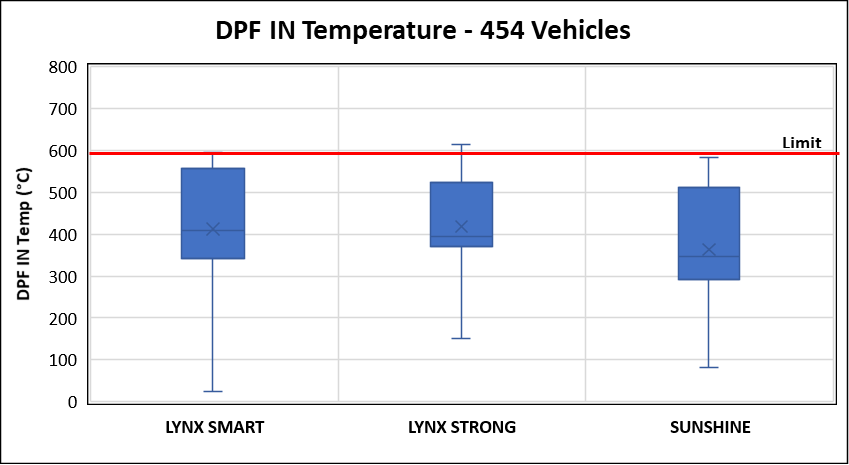 DPF IN Temperature - 454 Vehicles
800
700
600
500
400
300
200
100
0
DPF IN Temp (°C)
Limit
LYNX SMART
LYNX STRONG
SUNSHINE